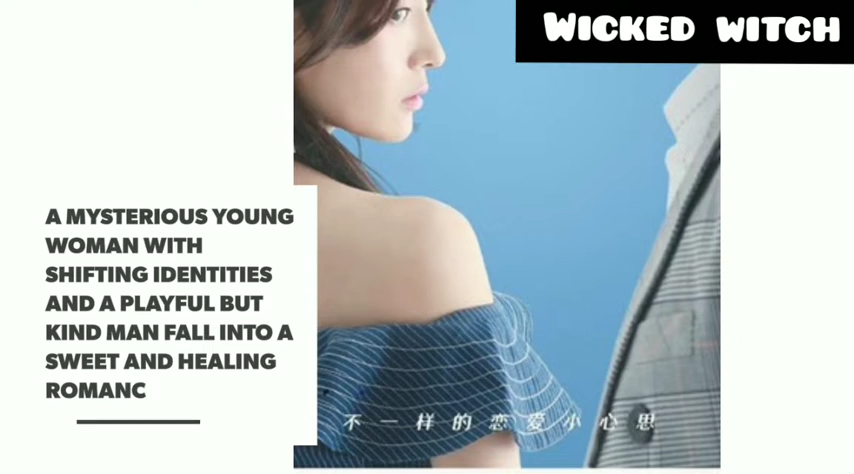 WICKED WITCH
A MYSTERIOUS YOUNG
WOMAN WITH
SHIFTING IDENTITIES
AND A PLAYFUL BUT
KIND MAN FALL INTO A
SWEET AND HEALING
ROMANC
不一样的恋爱小心思